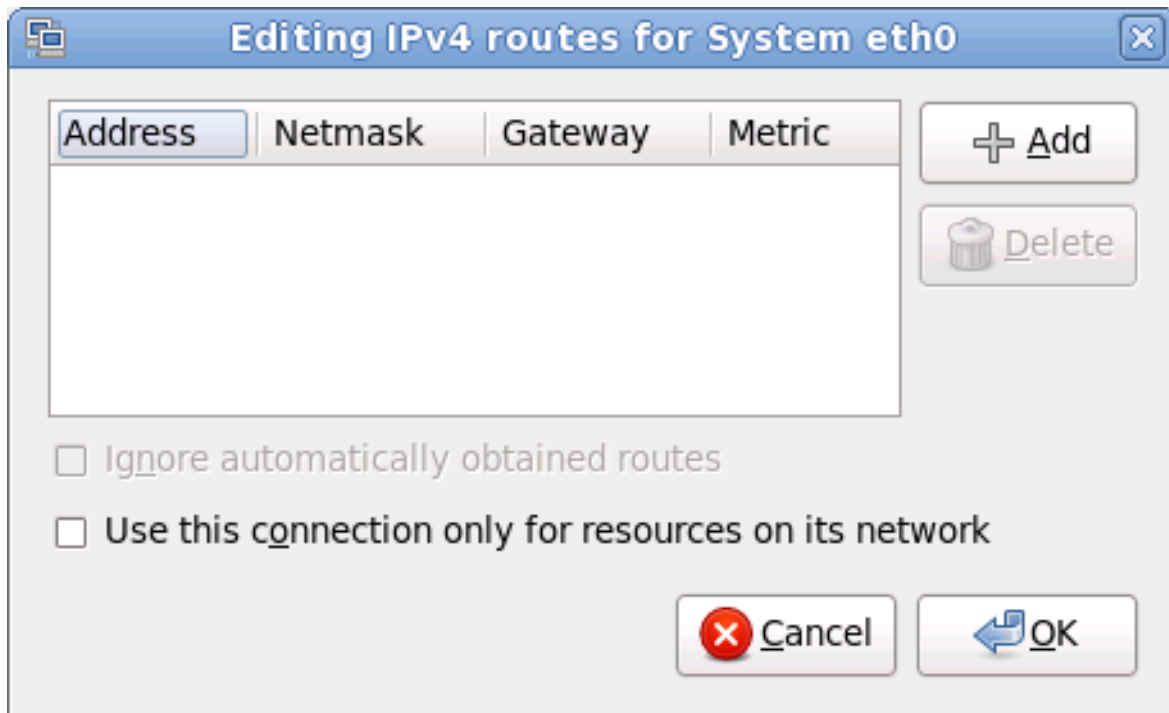 Editing IPv4 routes for System eth0
Address Netmask Gateway Metric
Add
Delete
Ignore automatically obtained routes
Use this connection only for resources on its network
Cancel
OK